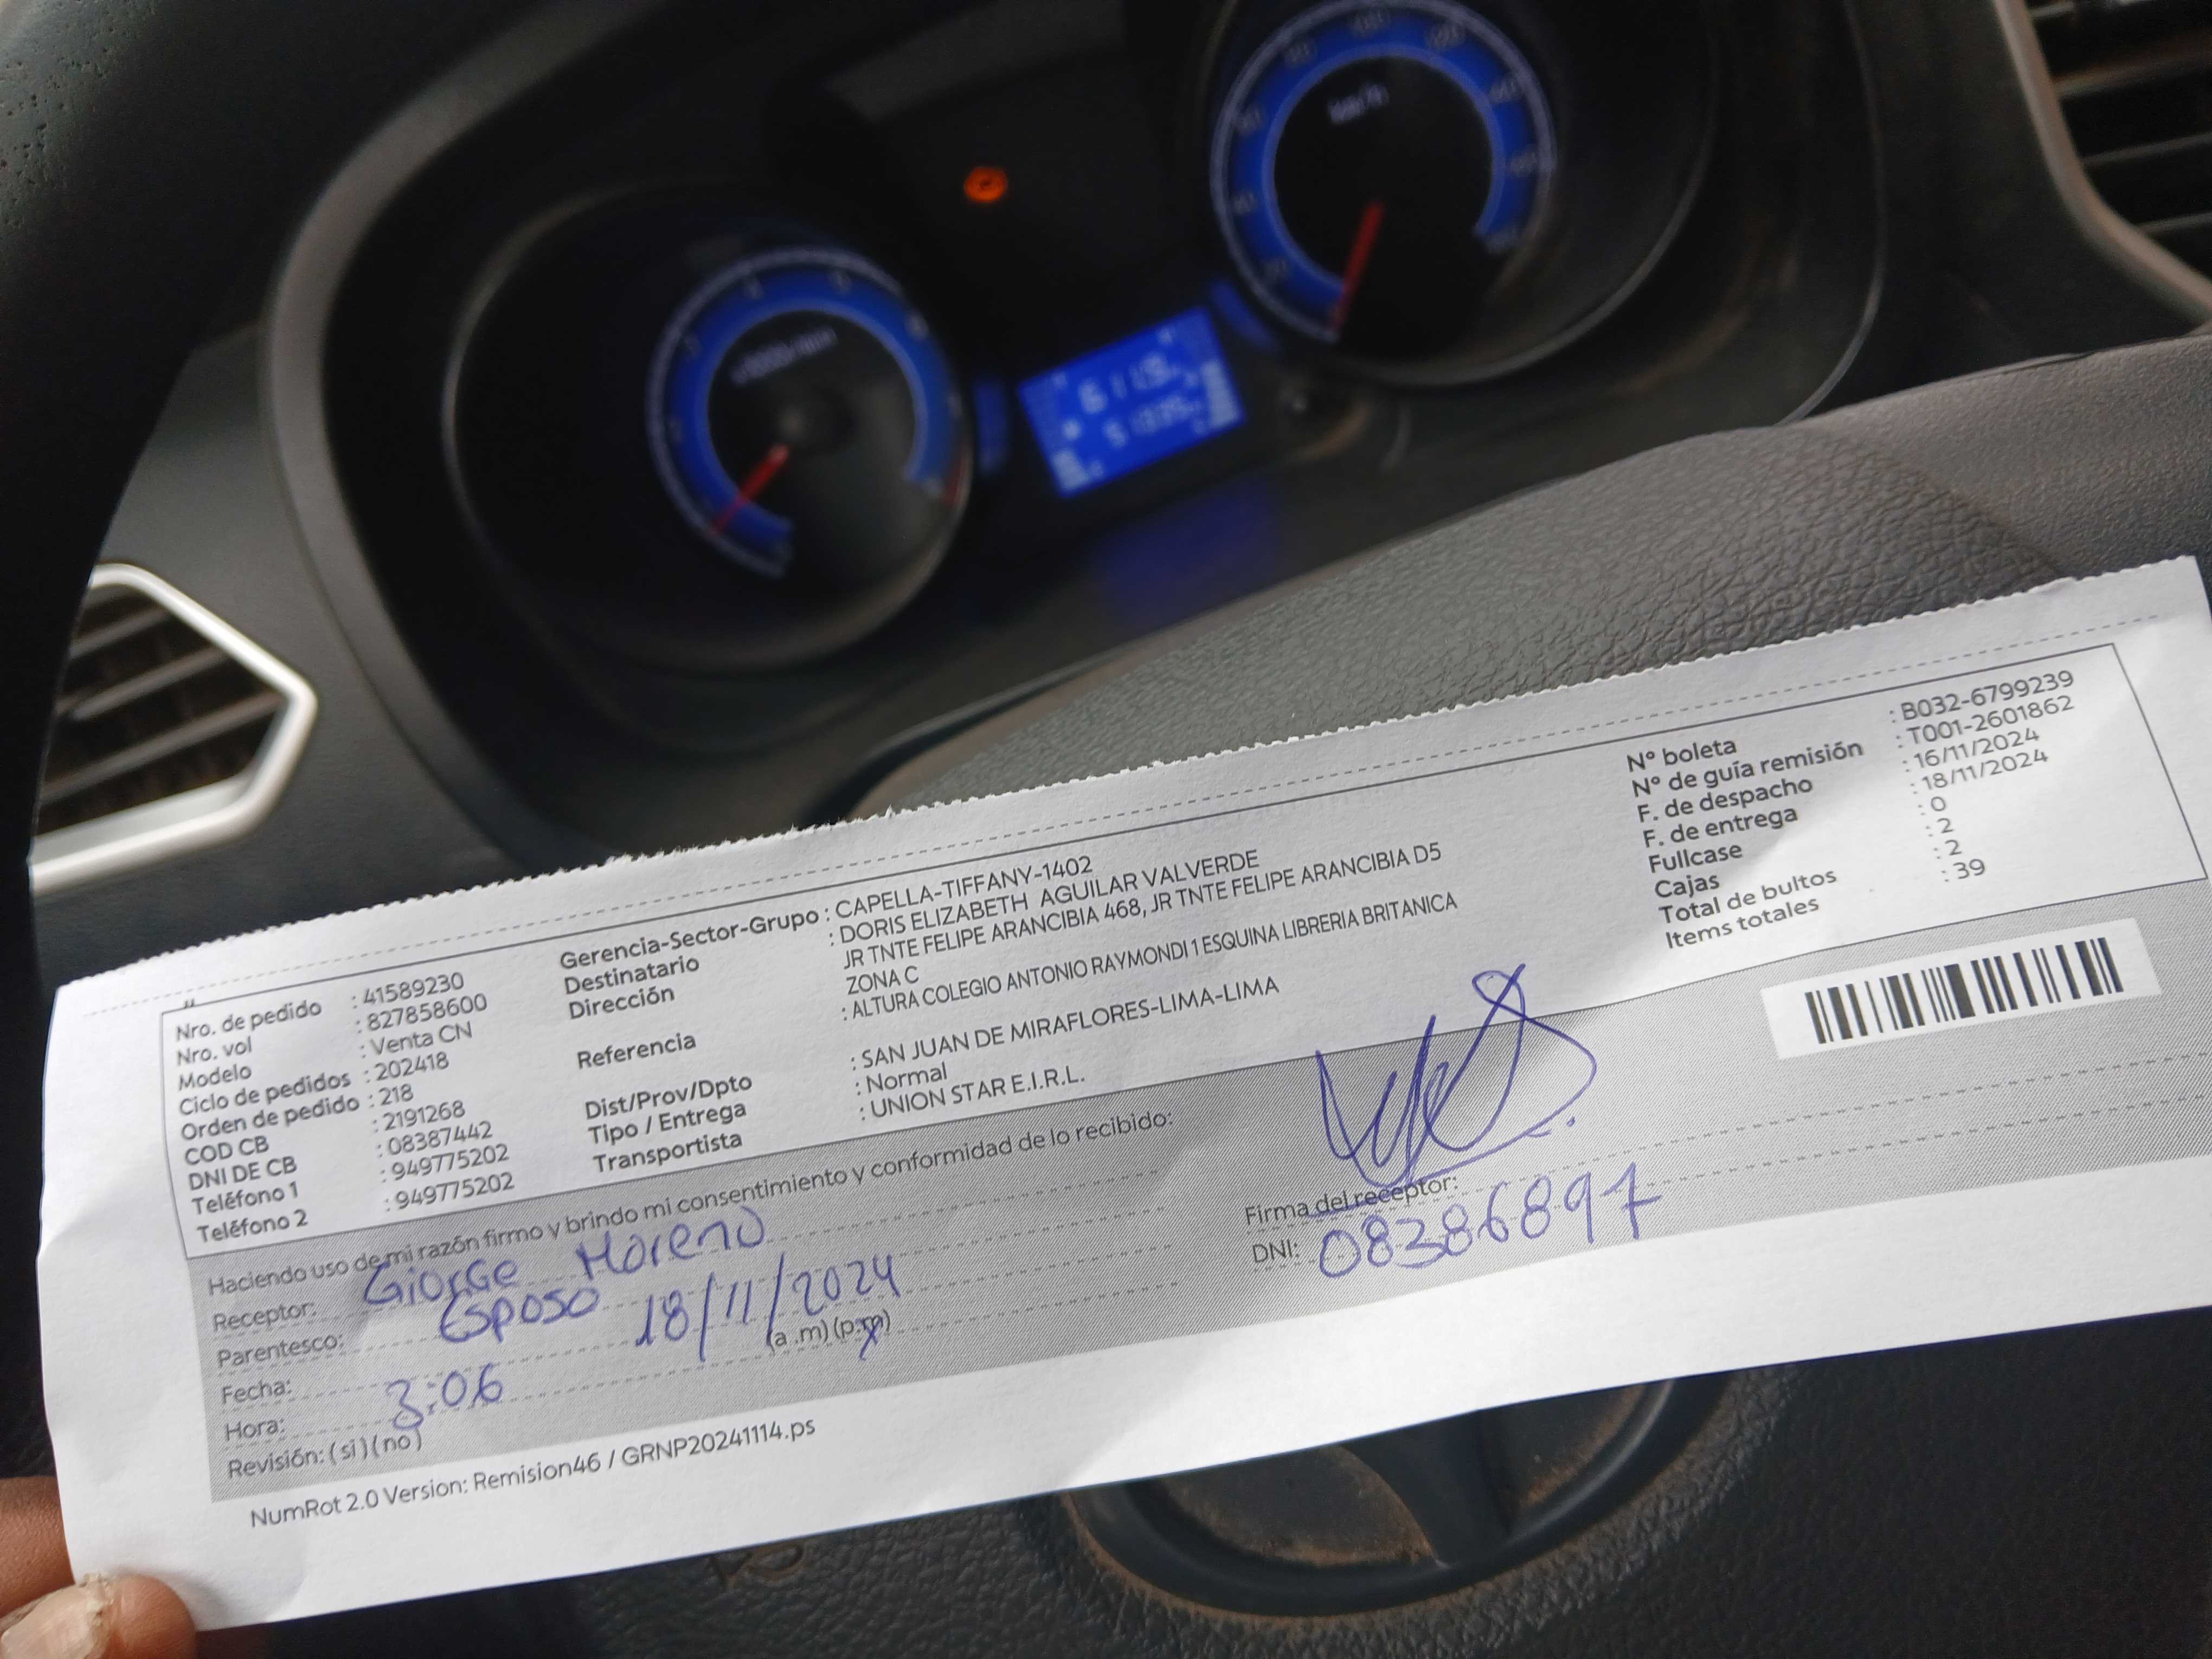 km/h
Nro. de pedido : 41589230
Nro. vol : 827858600
Modelo : Venta CN
Ciclo de pedidos : 202418
Orden de pedido : 218
COD CB : 2191268
DNI DE CB : 08387442
Teléfono 1 : 949775202
Teléfono 2 : 949775202
Gerencia-Sector-Grupo : CAPELLA-TIFFANY-1402
Destinatario : DORIS ELIZABETH AGUILAR VALVERDE
Dirección JR TNTE FELIPE ARANCIBIA 468, JR TNTE FELIPE ARANCIBIA D5
ZONA C
Referencia : ALTURA COLEGIO ANTONIO RAYMONDI 1 ESQUINA LIBRERIA BRITANICA
Dist/Prov/Dpto : SAN JUAN DE MIRAFLORES-LIMA-LIMA
Tipo / Entrega : Normal
Transportista : UNION STAR E.I.R.L.
N° boleta : B032-6799239
N° de guía remisión : T001-2601862
F. de despacho : 16/11/2024
F. de entrega : 18/11/2024
Fullcase : 0
Cajas : 2
Total de bultos : 2
Items totales : 39
Haciendo uso de mi razón firmo y brindo mi consentimiento y conformidad de lo recibido:
Receptor: Giorge Moreno
Parentesco: Esposo
Fecha: 18/11/2024
Hora: 3:06 (a .m) (p.m)
Revisión: (si) (no)
Firma del receptor:
DNI: 08386897
NumRot 2.0 Version: Remision46 / GRNP20241114.ps